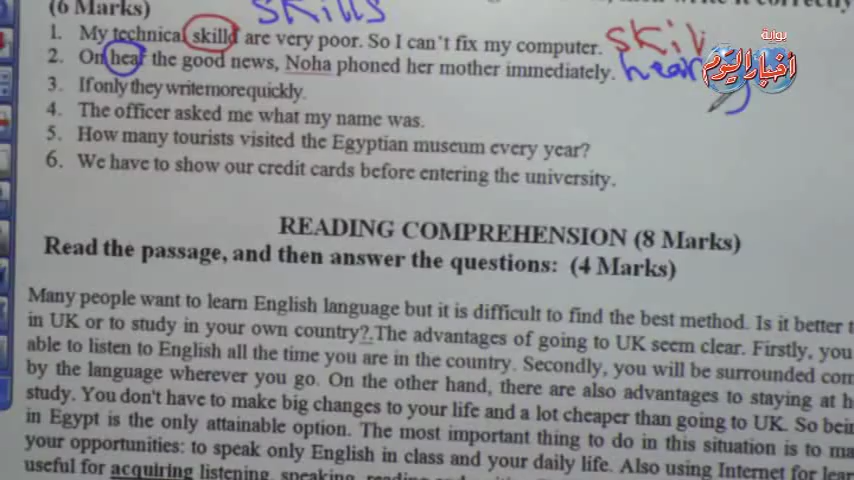 (6 Marks) skills
1. My technical skilld are very poor. So I can't fix my computer. skil
2. On hear the good news, Noha phoned her mother immediately. hear
بوابة
أخبار اليوم
3. If only they write more quickly.
4. The officer asked me what my name was.
5. How many tourists visited the Egyptian museum every year?
6. We have to show our credit cards before entering the university.
READING COMPREHENSION (8 Marks)
Read the passage, and then answer the questions: (4 Marks)
Many people want to learn English language but it is difficult to find the best method. Is it better
in UK or to study in your own country?.The advantages of going to UK seem clear. Firstly, you
able to listen to English all the time you are in the country. Secondly, you will be surrounded
by the language wherever you go. On the other hand, there are also advantages to staying at
study. You don't have to make big changes to your life and a lot cheaper than going to UK. So
in Egypt is the only attainable option. The most important thing to do in this situation is to
your opportunities: to speak only English in class and your daily life. Also using Internet for
useful for acquiring listening, speaking,